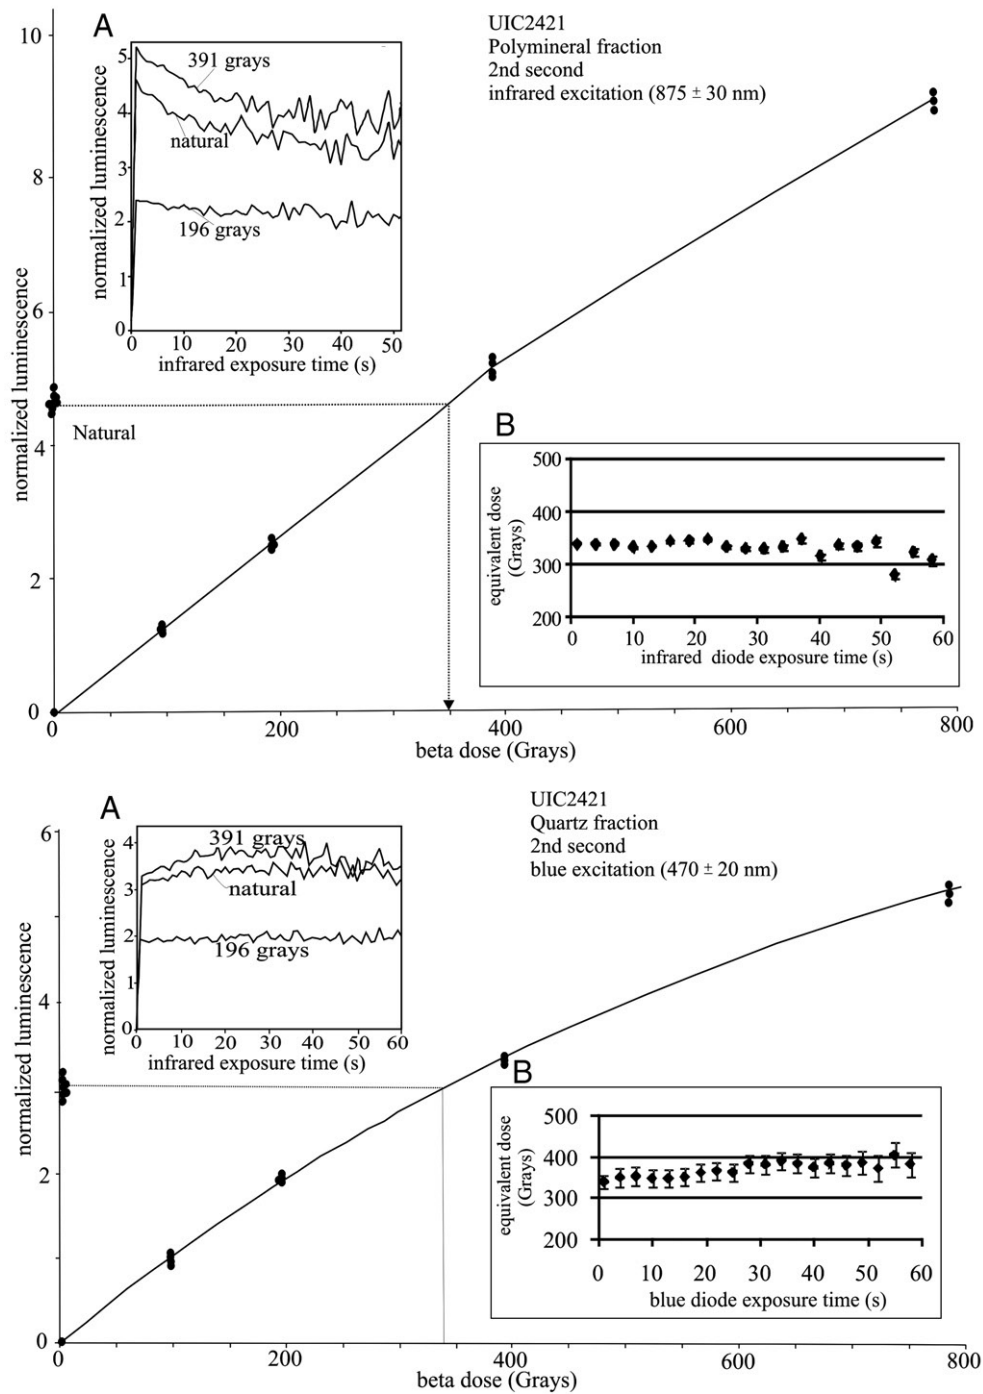 A
UIC2421
Polymineral fraction
2nd second
infrared excitation (875 ± 30 nm)
10
8
6
4
2
0
normalized luminescence
5
4
3
2
1
0
normalized luminescence
391 grays
natural
196 grays
0 10 20 30 40 50
infrared exposure time (s)
Natural
B
500
400
300
200
equivalent dose
(Grays)
0 10 20 30 40 50 60
infrared diode exposure time (s)
0 200 400 600 800
beta dose (Grays)
A
UIC2421
Quartz fraction
2nd second
blue excitation (470 ± 20 nm)
6
4
2
0
normalized luminescence
4
3
2
1
0
normalized luminescence
391 grays
natural
196 grays
0 10 20 30 40 50 60
infrared exposure time (s)
B
500
400
300
200
equivalent dose
(Grays)
0 10 20 30 40 50 60
blue diode exposure time (s)
0 200 400 600 800
beta dose (Grays)